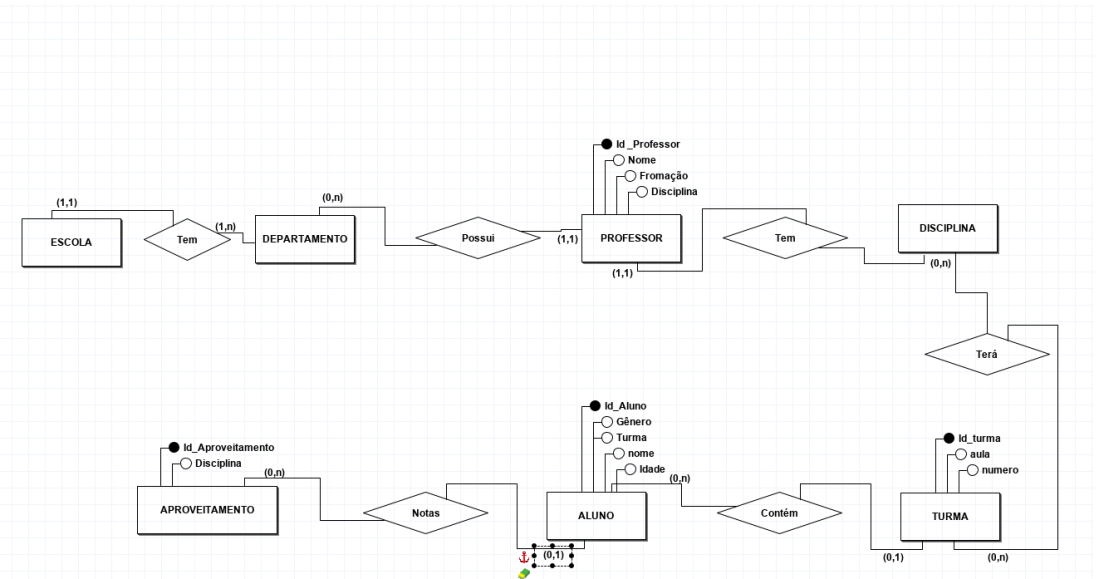 Id _Professor
Nome
Fromação
Disciplina
(1,1)
(0,n)
(1,n)
ESCOLA
Tem
DEPARTAMENTO
Possui
(1,1)
PROFESSOR
Tem
DISCIPLINA
(1,1)
(0,n)
Terá
Id_Aluno
Gênero
Turma
nome
Idade
(0,n)
Id_Aproveitamento
Disciplina
(0,n)
Id_turma
aula
numero
APROVEITAMENTO
Notas
ALUNO
Contém
TURMA
(0,1)
(0,1)
(0,n)